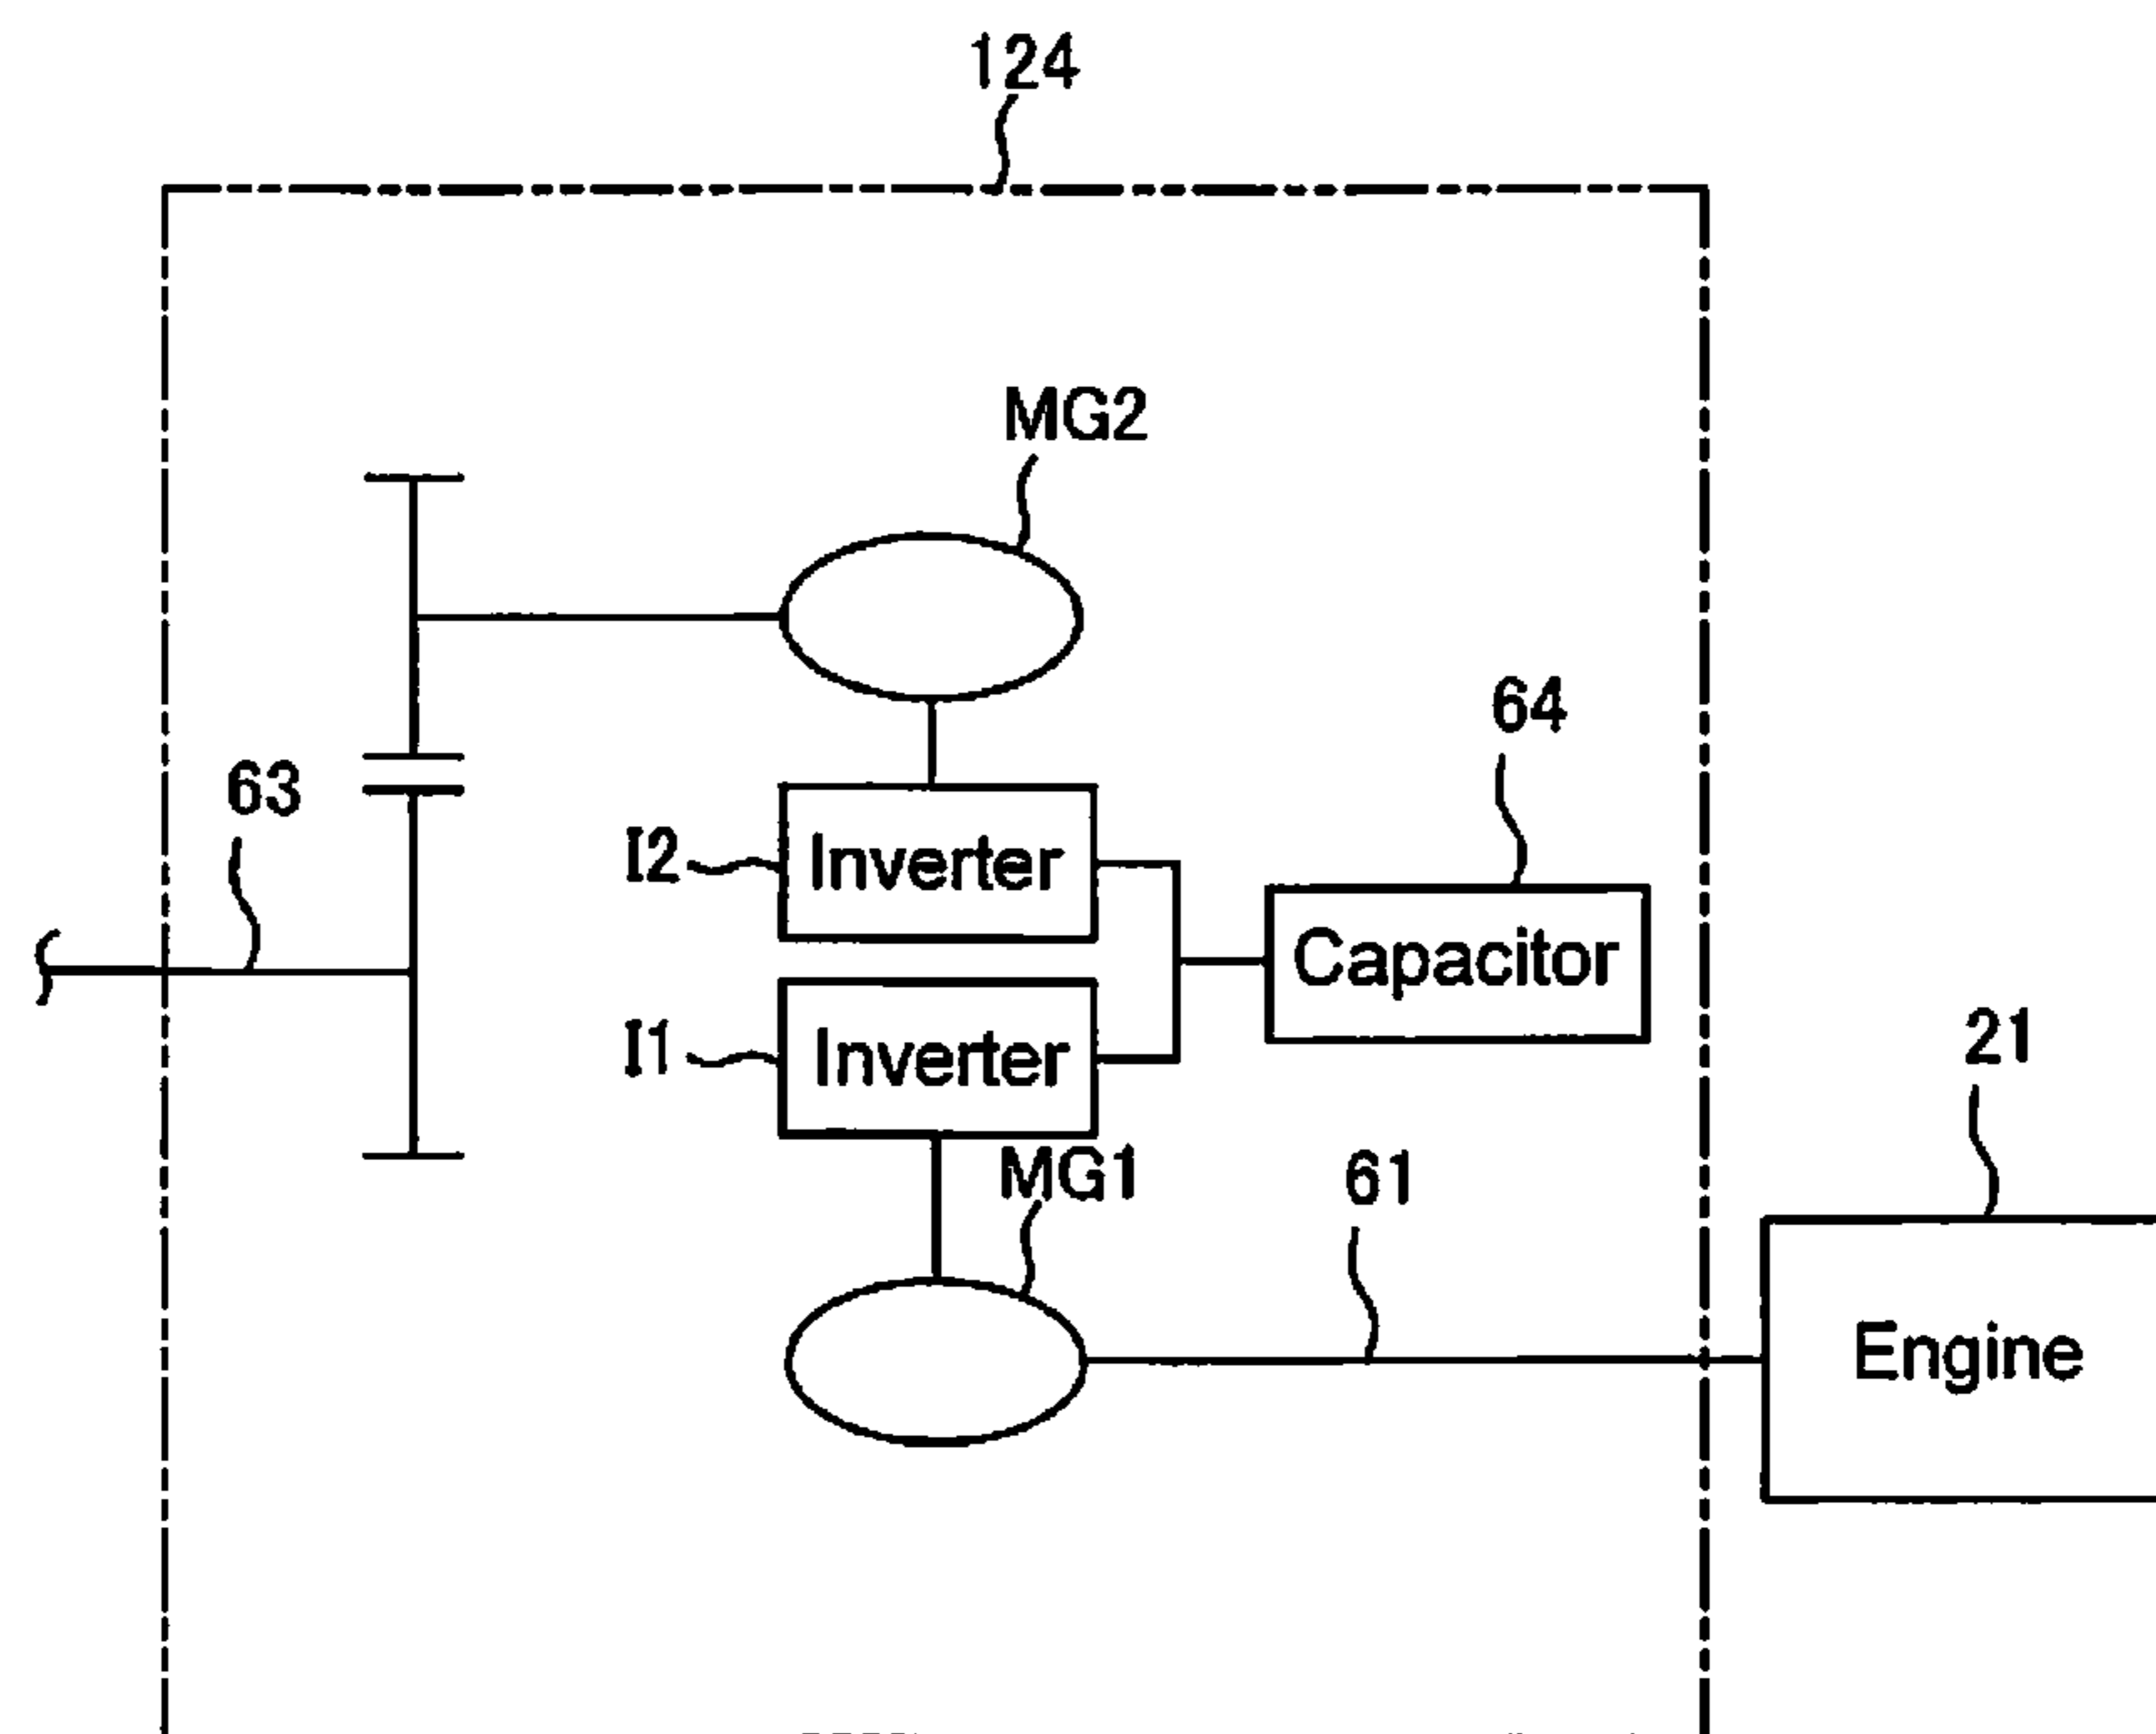 124
MG2
64
63
I2
Inverter
Capacitor
I1
Inverter
21
MG1
61
Engine